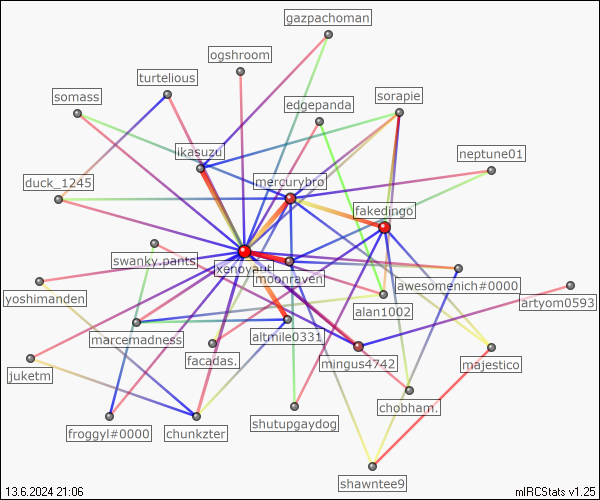 gazpachoman
ogshroom
turtelious
somass
edgepanda
sorapie
ikasuzu
neptune01
duck_1245
mercurybro
fakedingo
swanky.pants
xenoyaut
moonraven
awesomenich#0000
yoshimanden
artyom0593
alan1002
marcemadness
altmile0331
facadas.
mingus4742
majestico
juketm
chobham.
froggyl#0000
chunkzter
shutupgaydog
shawntee9
13.6.2024 21:06
mIRCStats v1.25